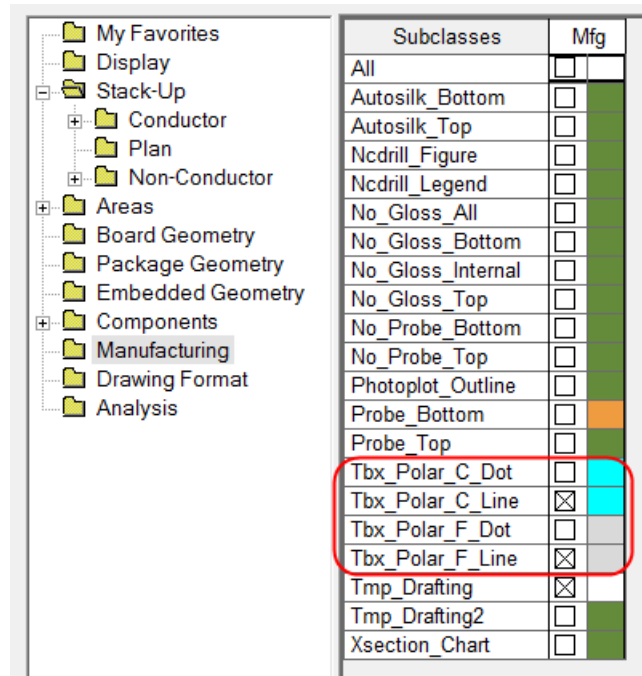 My Favorites
Display
Stack-Up
Conductor
Plan
Non-Conductor
Areas
Board Geometry
Package Geometry
Embedded Geometry
Components
Manufacturing
Drawing Format
Analysis
Subclasses Mfg
All
Autosilk_Bottom
Autosilk_Top
Ncdrill_Figure
Ncdrill_Legend
No_Gloss_All
No_Gloss_Bottom
No_Gloss_Internal
No_Gloss_Top
No_Probe_Bottom
No_Probe_Top
Photoplot_Outline
Probe_Bottom
Probe_Top
Tbx_Polar_C_Dot
Tbx_Polar_C_Line
Tbx_Polar_F_Dot
Tbx_Polar_F_Line
Tmp_Drafting
Tmp_Drafting2
Xsection_Chart